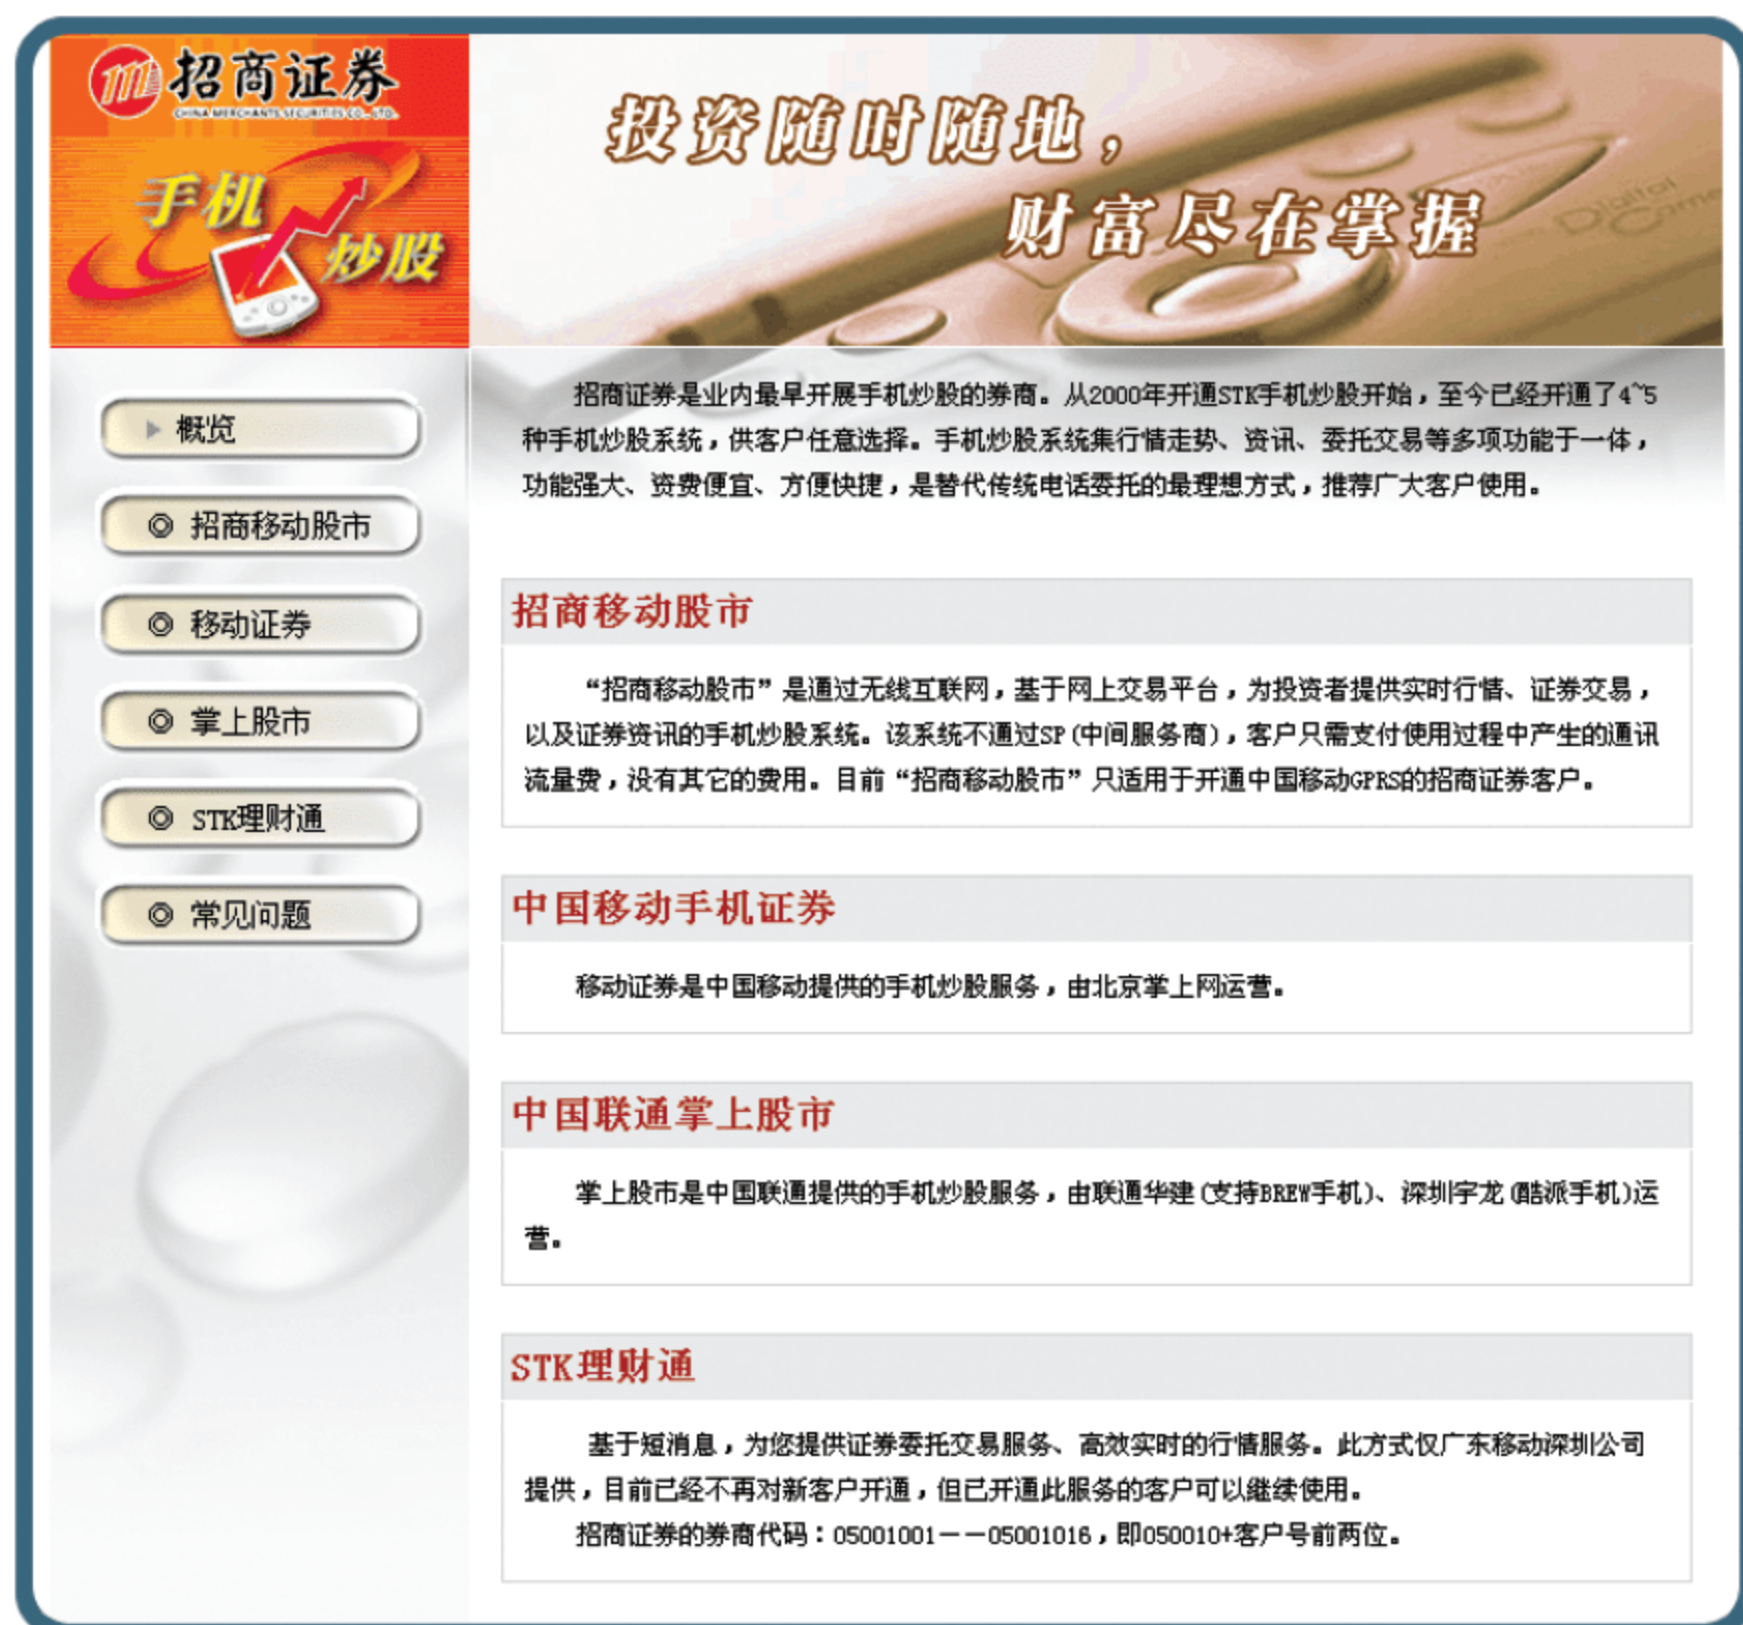 招商证券
CHINA MERCHANTS SECURITIES CO., LTD.
手机
炒股
投资随时随地，
财富尽在掌握
Digital
概览
◎ 招商移动股市
◎ 移动证券
◎ 掌上股市
◎ STK理财通
◎ 常见问题
招商证券是业内最早开展手机炒股的券商。从2000年开通STK手机炒股开始，至今已经开通了4~5
种手机炒股系统，供客户任意选择。手机炒股系统集行情走势、资讯、委托交易等多项功能于一体，
功能强大、资费便宜、方便快捷，是替代传统电话委托的最理想方式，推荐广大客户使用。
招商移动股市
“招商移动股市”是通过无线互联网，基于网上交易平台，为投资者提供实时行情、证券交易，
以及证券资讯的手机炒股系统。该系统不通过SP(中间服务商)，客户只需支付使用过程中产生的通讯
流量费，没有其它的费用。目前“招商移动股市”只适用于开通中国移动GPRS的招商证券客户。
中国移动手机证券
移动证券是中国移动提供的手机炒股服务，由北京掌上网运营。
中国联通掌上股市
掌上股市是中国联通提供的手机炒股服务，由联通华建(支持BREW手机)、深圳宇龙(酷派手机)运
营。
STK理财通
基于短消息，为您提供证券委托交易服务、高效实时的行情服务。此方式仅广东移动深圳公司
提供，目前已经不再对新客户开通，但已开通此服务的客户可以继续使用。
招商证券的券商代码：05001001——05001016，即050010+客户号前两位。